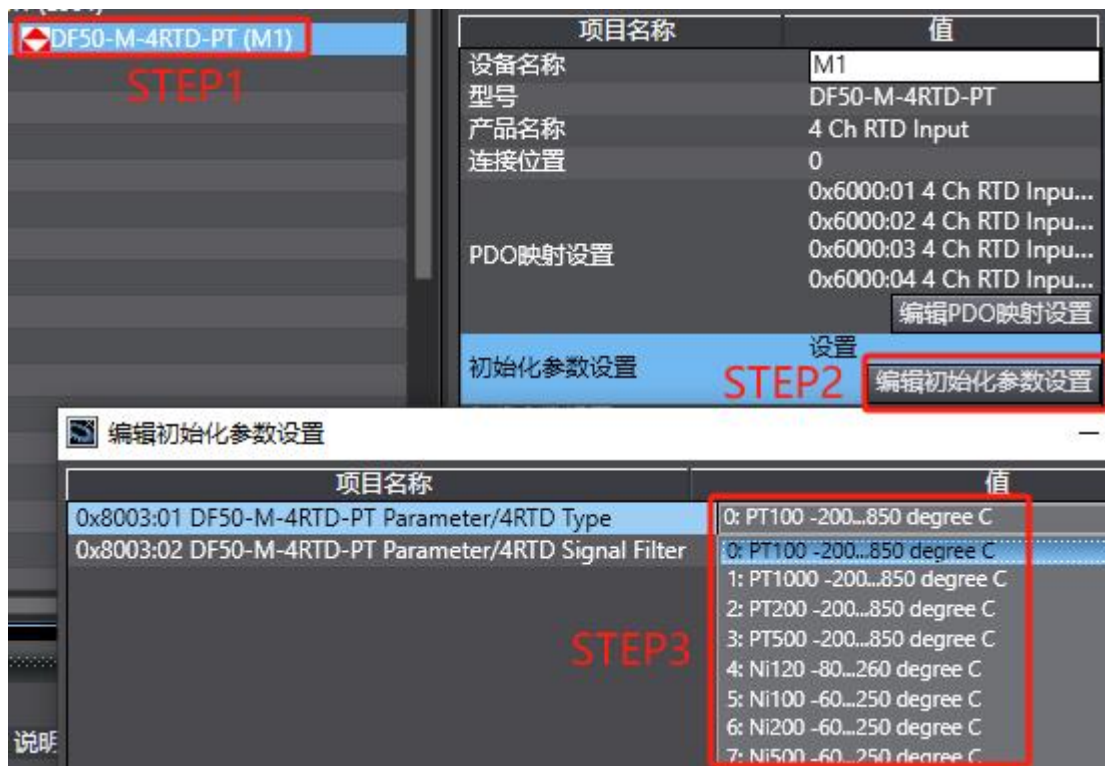 DF50-M-4RTD-PT (M1)
STEP1
项目名称 值
设备名称 M1
型号 DF50-M-4RTD-PT
产品名称 4 Ch RTD Input
连接位置 0
PDO映射设置
0x6000:01 4 Ch RTD Inpu...
0x6000:02 4 Ch RTD Inpu...
0x6000:03 4 Ch RTD Inpu...
0x6000:04 4 Ch RTD Inpu...
编辑PDO映射设置
初始化参数设置
设置
STEP2 编辑初始化参数设置
编辑初始化参数设置
项目名称 值
0x8003:01 DF50-M-4RTD-PT Parameter/4RTD Type 0: PT100 -200...850 degree C
0x8003:02 DF50-M-4RTD-PT Parameter/4RTD Signal Filter
0: PT100 -200...850 degree C
1: PT1000 -200...850 degree C
2: PT200 -200...850 degree C
3: PT500 -200...850 degree C
4: Ni120 -80...260 degree C
5: Ni100 -60...250 degree C
6: Ni200 -60...250 degree C
7: Ni500 -60...250 degree C
STEP3
说明